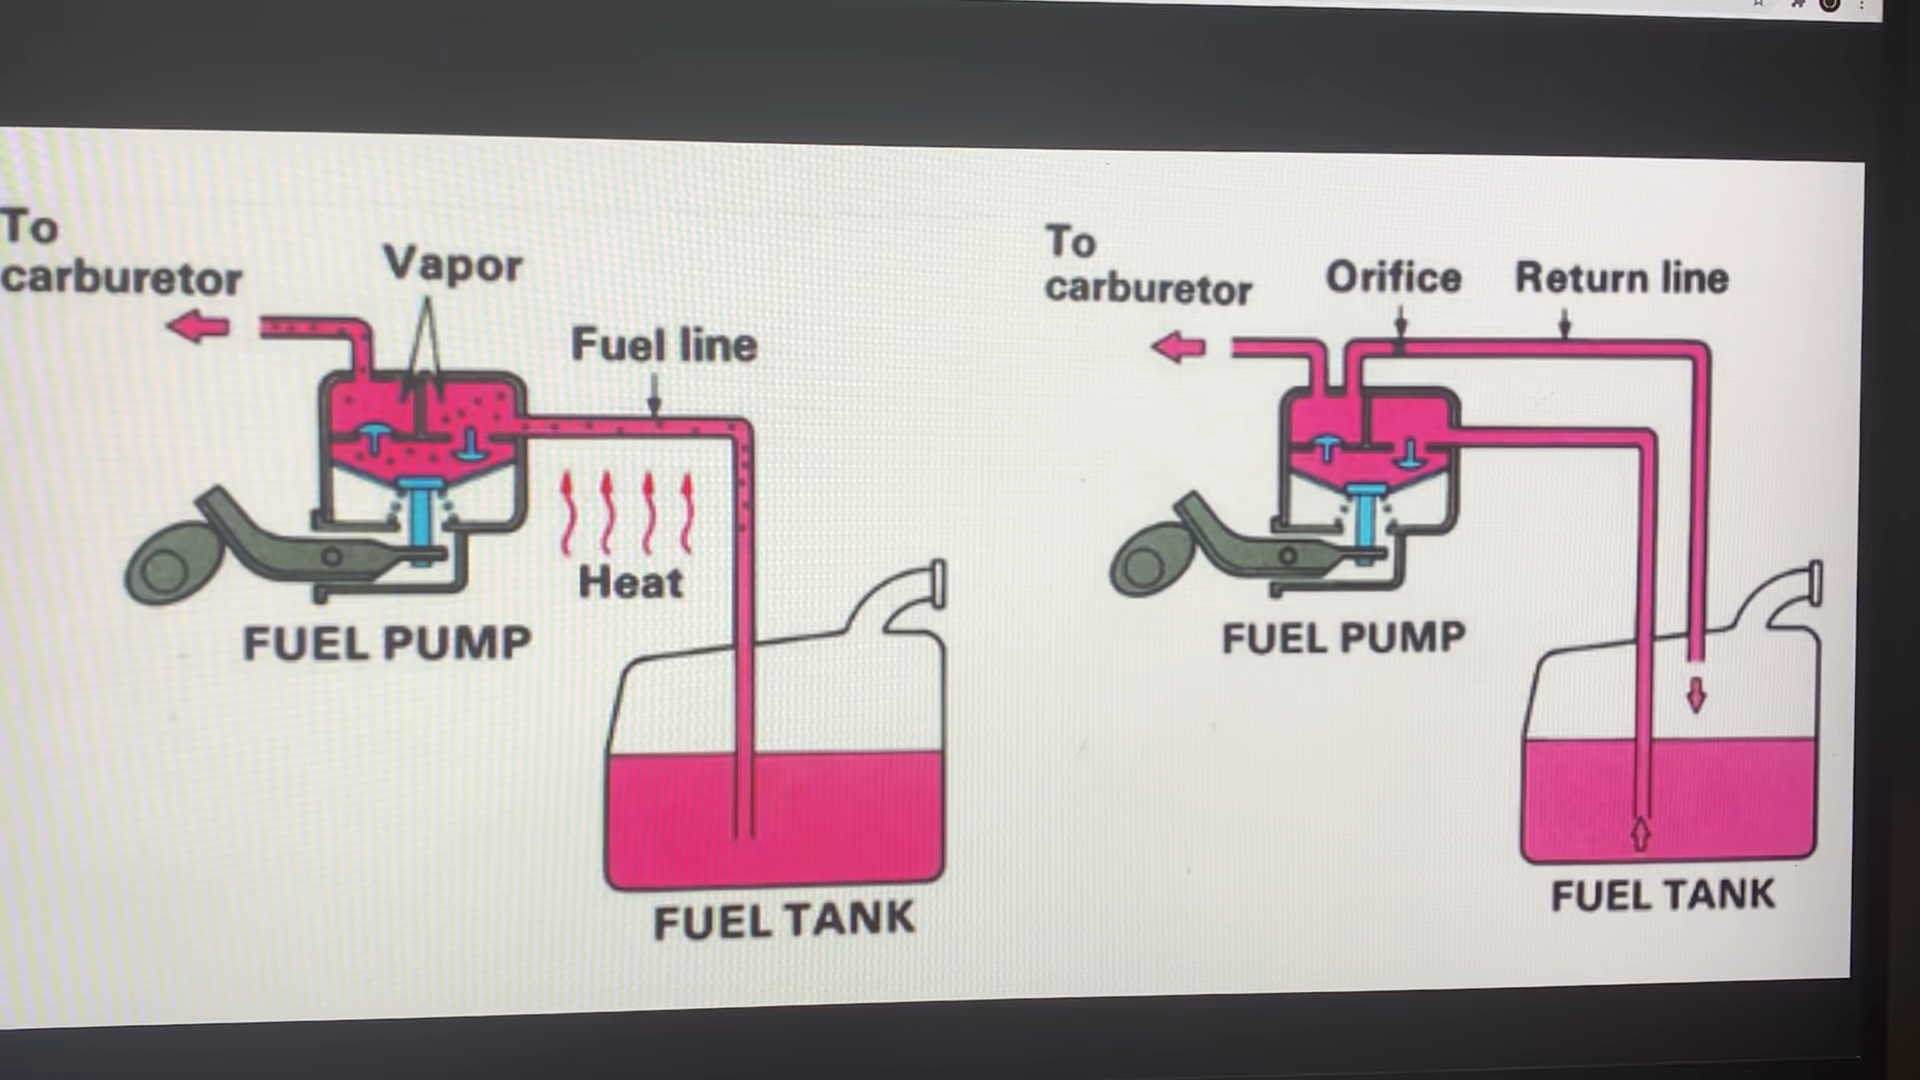 To
carburetor
Vapor
Fuel line
Heat
FUEL PUMP
FUEL TANK
To
carburetor
Orifice
Return line
FUEL PUMP
FUEL TANK